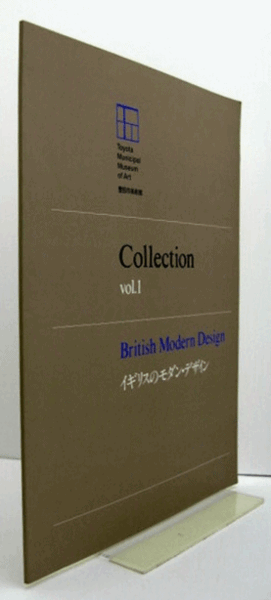 Toyota
Municipal
Museum
of Art
豊田市美術館
Collection
vol.1
British Modern Design
イギリスのモダン・デザイン